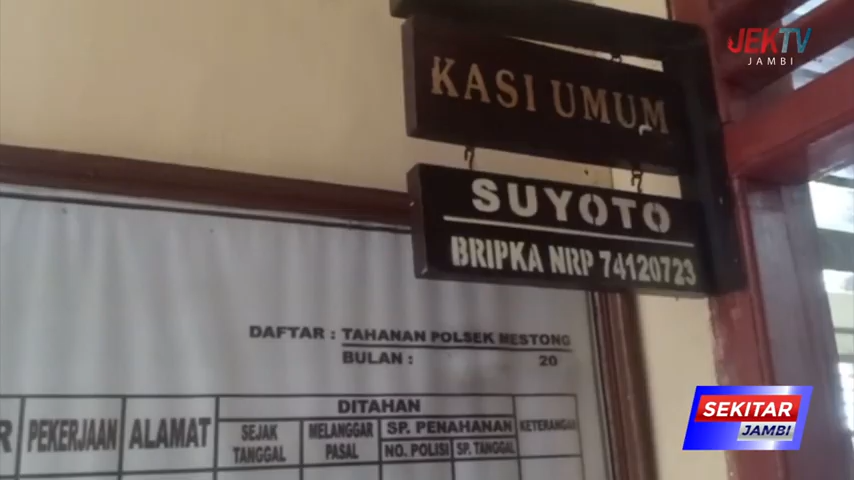 JEKTV
JAMBI
KASI UMUM
SUYOTO
BRIPKA NRP 74120723
DAFTAR : TAHANAN POLSEK MESTONG
BULAN : 20
R PEKERJAAN ALAMAT
DITAHAN
SEJAK TANGGAL
MELANGGAR PASAL
SP. PENAHANAN
NO. POLISI SP. TANGGAL
KETERANGAN
SEKITAR
JAMBI